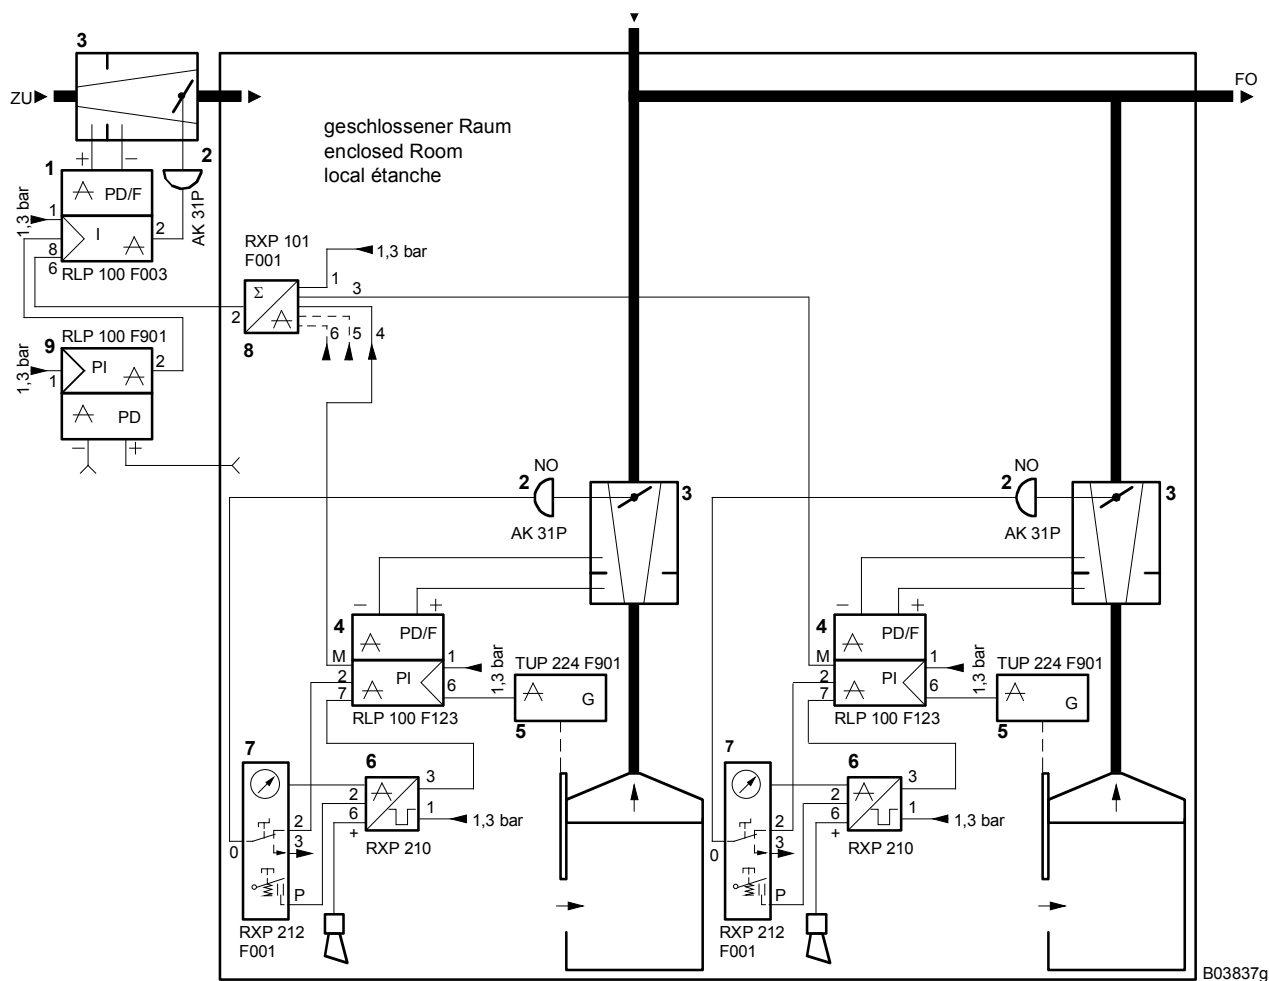 3
ZU
FO
geschlossener Raum
enclosed Room
local étanche
+
−
2
1
PD/F
1,3 bar
1
I
2
AK 31P
8
6
RLP 100 F003
RXP 101
F001
1,3 bar
1
3
Σ
2
6
5
4
8
RLP 100 F901
9
PI
2
1,3 bar
1
PD
−
+
NO
2
3
AK 31P
NO
2
3
AK 31P
−
+
4
PD/F
M
1
2
PI
6
7
1,3 bar
RLP 100 F123
TUP 224 F901
G
5
−
+
4
PD/F
M
1
2
PI
6
7
1,3 bar
RLP 100 F123
TUP 224 F901
G
5
7
6
3
2
1
6
+
1,3 bar
RXP 210
2
3
0
P
RXP 212
F001
7
6
3
2
1
6
+
1,3 bar
RXP 210
2
3
0
P
RXP 212
F001
B03837g